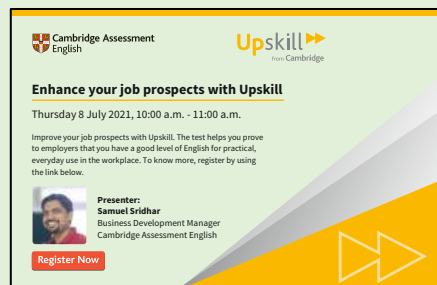 Cambridge Assessment
English
Upskill
from Cambridge
Enhance your job prospects with Upskill
Thursday 8 July 2021, 10:00 a.m. - 11:00 a.m.
Improve your job prospects with Upskill. The test helps you prove
to employers that you have a good level of English for practical,
everyday use in the workplace. To know more, register by using
the link below.
Presenter:
Samuel Sridhar
Business Development Manager
Cambridge Assessment English
Register Now